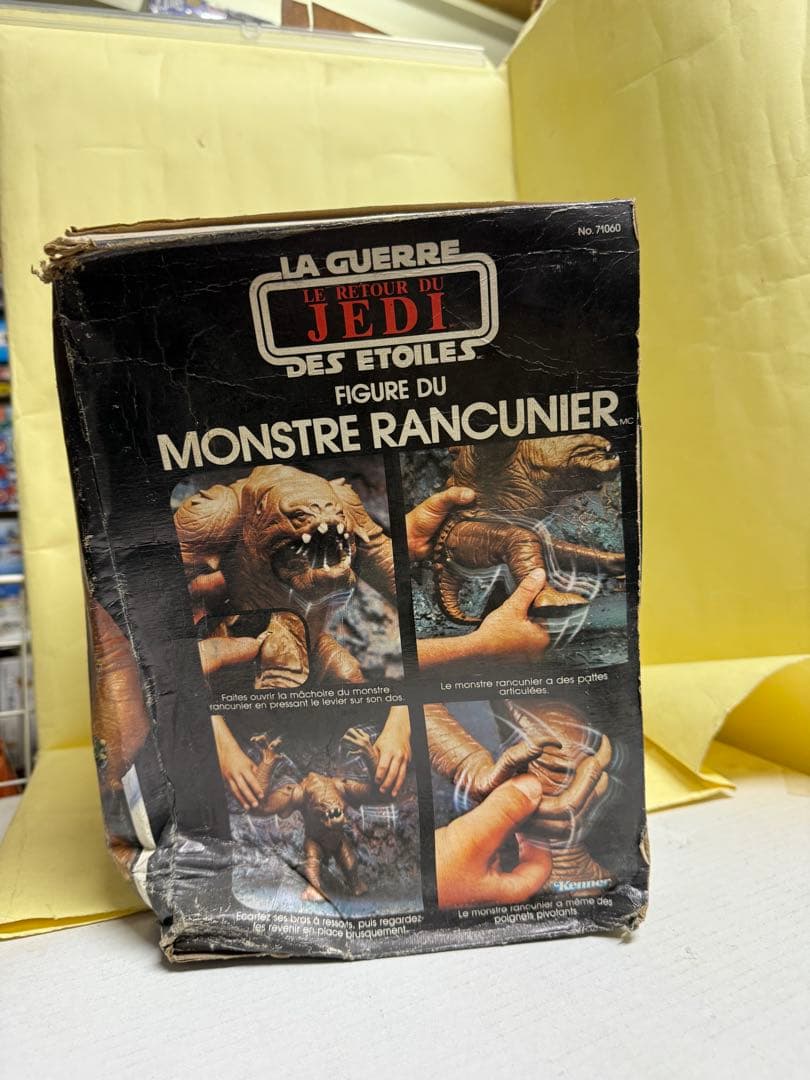 No. 71060
LA GUERRE
LE RETOUR DU
JEDI
DES ETOILES
FIGURE DU
MONSTRE RANCUNIER MC
Faites ouvrir la mâchoire du monstre
rancunier en pressant le levier sur son dos.
Le monstre rancunier a des pattes
articulées.
Ecartez ses bras à ressorts, puis regardez-
les revenir en place brusquement.
Kenner
Le monstre rancunier a même des
poignets pivotants.